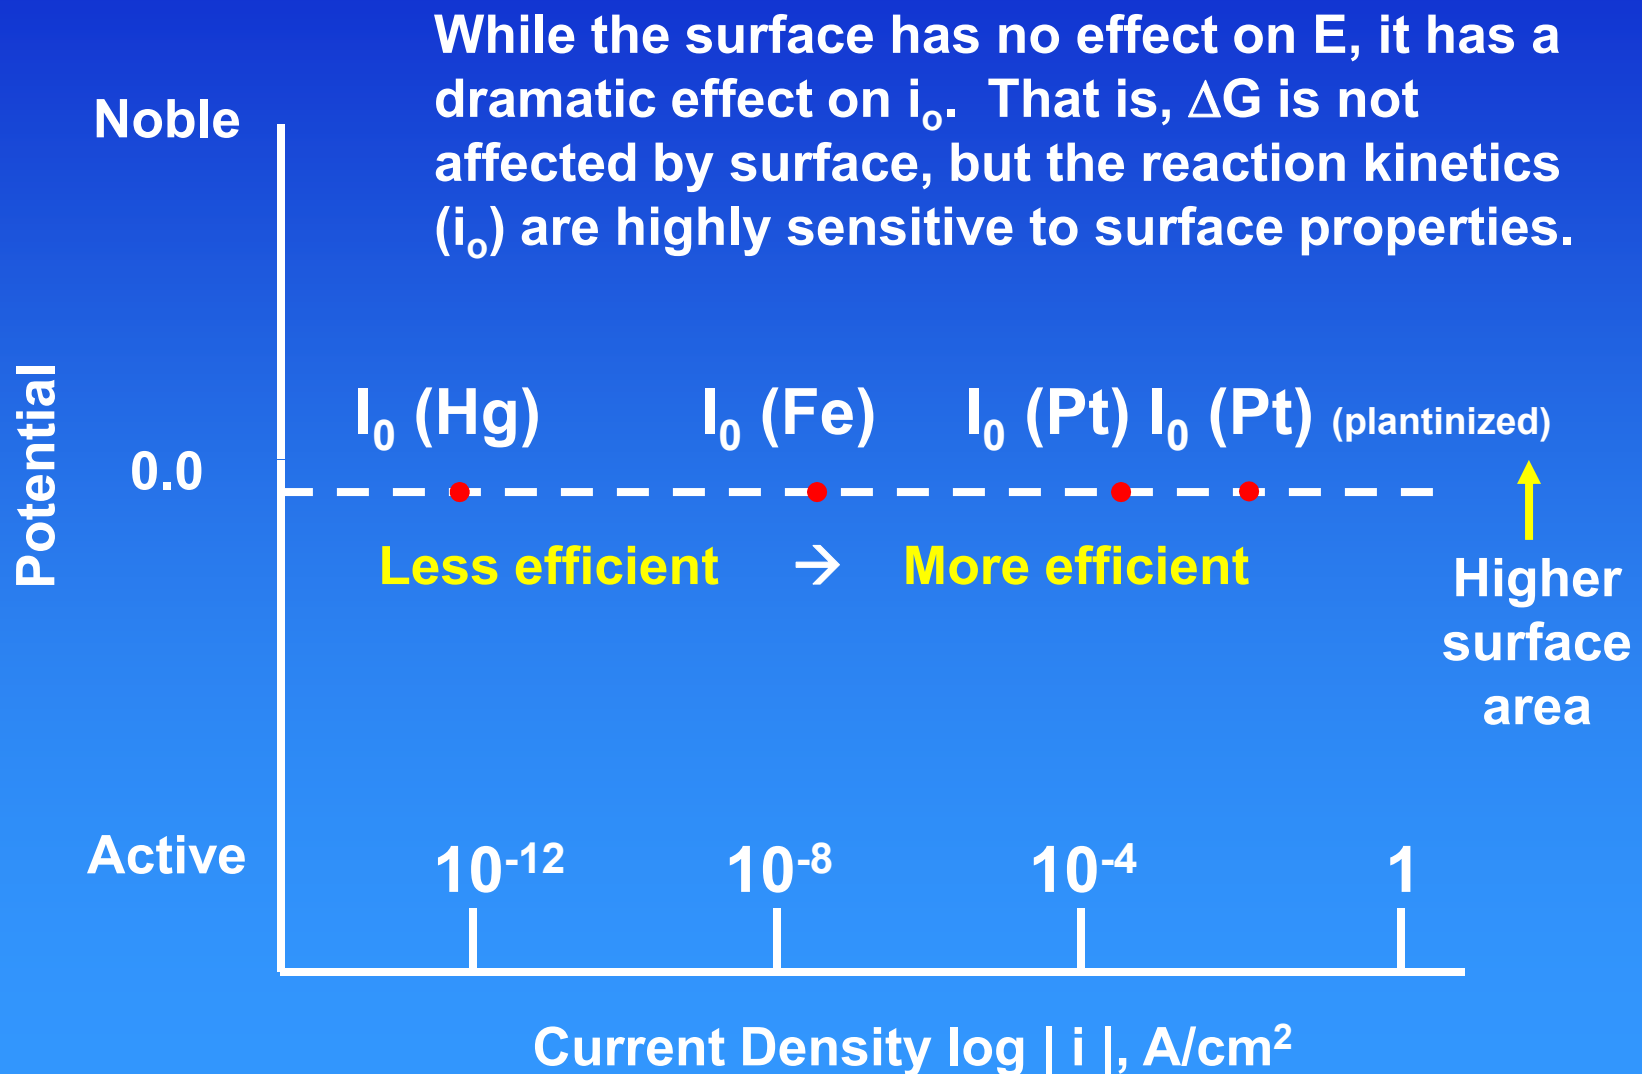 While the surface has no effect on E, it has a
dramatic effect on io. That is, ΔG is not
affected by surface, but the reaction kinetics
(io) are highly sensitive to surface properties.
Noble
Potential
0.0
I0 (Hg) I0 (Fe) I0 (Pt) I0 (Pt) (plantinized)
Less efficient → More efficient
Higher
surface
area
Active
10-12 10-8 10-4 1
Current Density log | i |, A/cm2